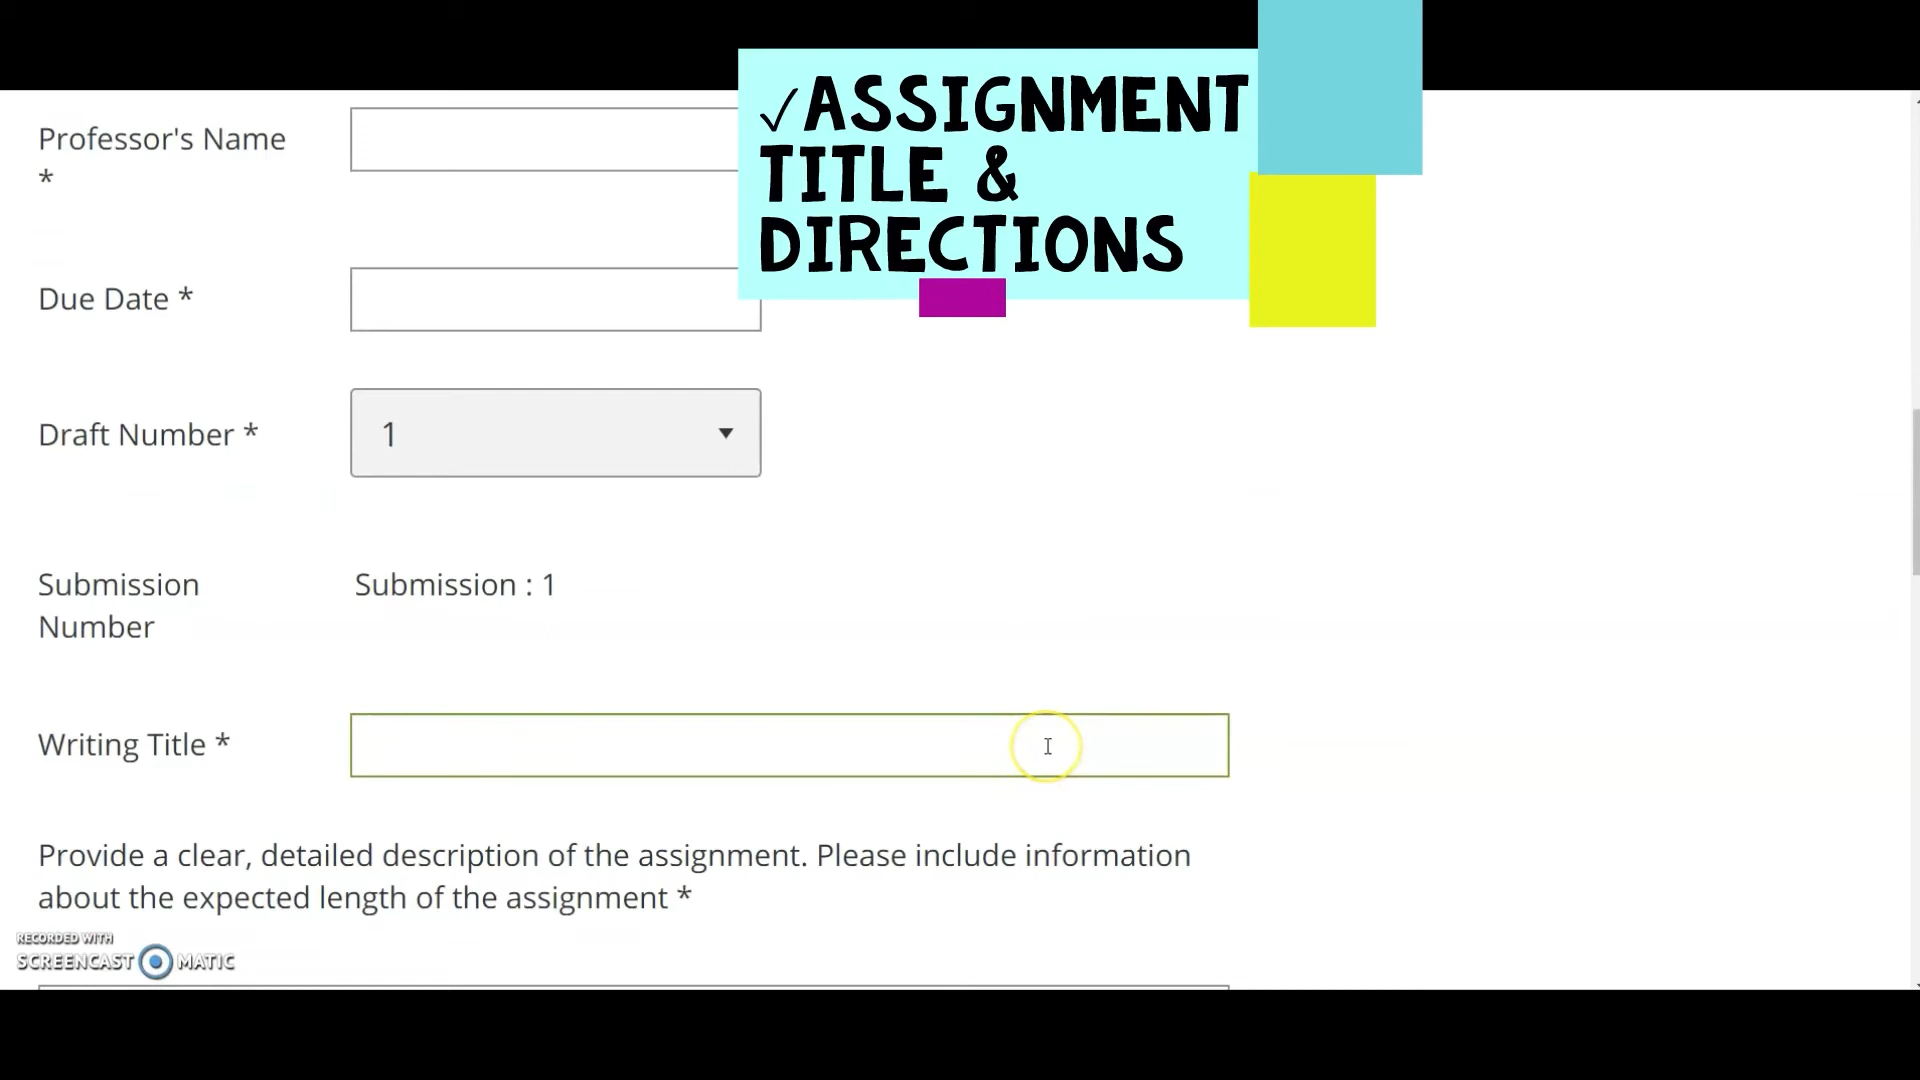 ✓ASSIGNMENT
TITLE &
DIRECTIONS
Professor's Name
*
Due Date *
Draft Number *
1
Submission
Number
Submission : 1
Writing Title *
Provide a clear, detailed description of the assignment. Please include information
about the expected length of the assignment *
RECORDED WITH
SCREENCAST MATIC